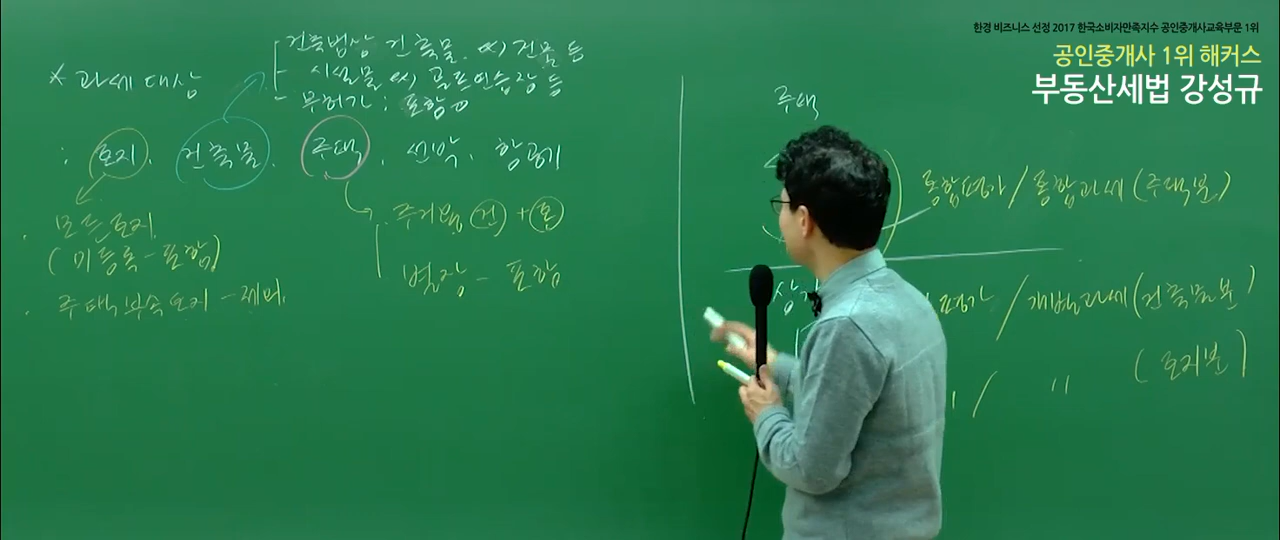 한경 비즈니스 선정 2017 한국소비자만족지수 공인중개사교육부문 1위
공인중개사 1위 해커스
부동산세법 강성규
* 과세대상
건축법상 건축물. ex) 건물 등
시설물. ex) 골프연습장 등
무허가 ; 포함 ○
: 토지. 건축물. 주택. 선박. 항공기
모든토지
(미등록 - 포함)
. 주택부속토지 - 제외.
. 주거용 건 + 토
별장 - 포함
주택
통합평가 / 통합과세 (주택분)
상
평가 / 개별과세 (건축물분)
" / " (토지분)